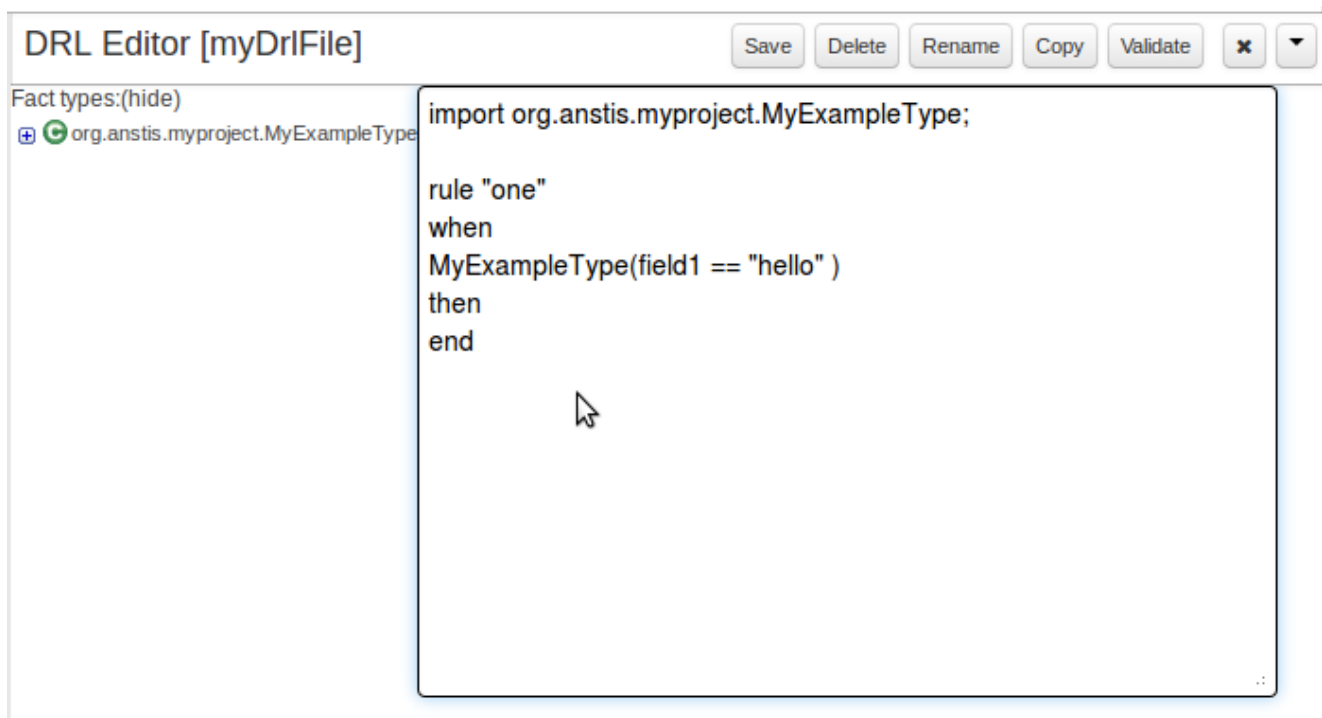 DRL Editor [myDrlFile]
Save Delete Rename Copy Validate
Fact types:(hide)
org.anstis.myproject.MyExampleType
import org.anstis.myproject.MyExampleType;
rule "one"
when
MyExampleType(field1 == "hello" )
then
end